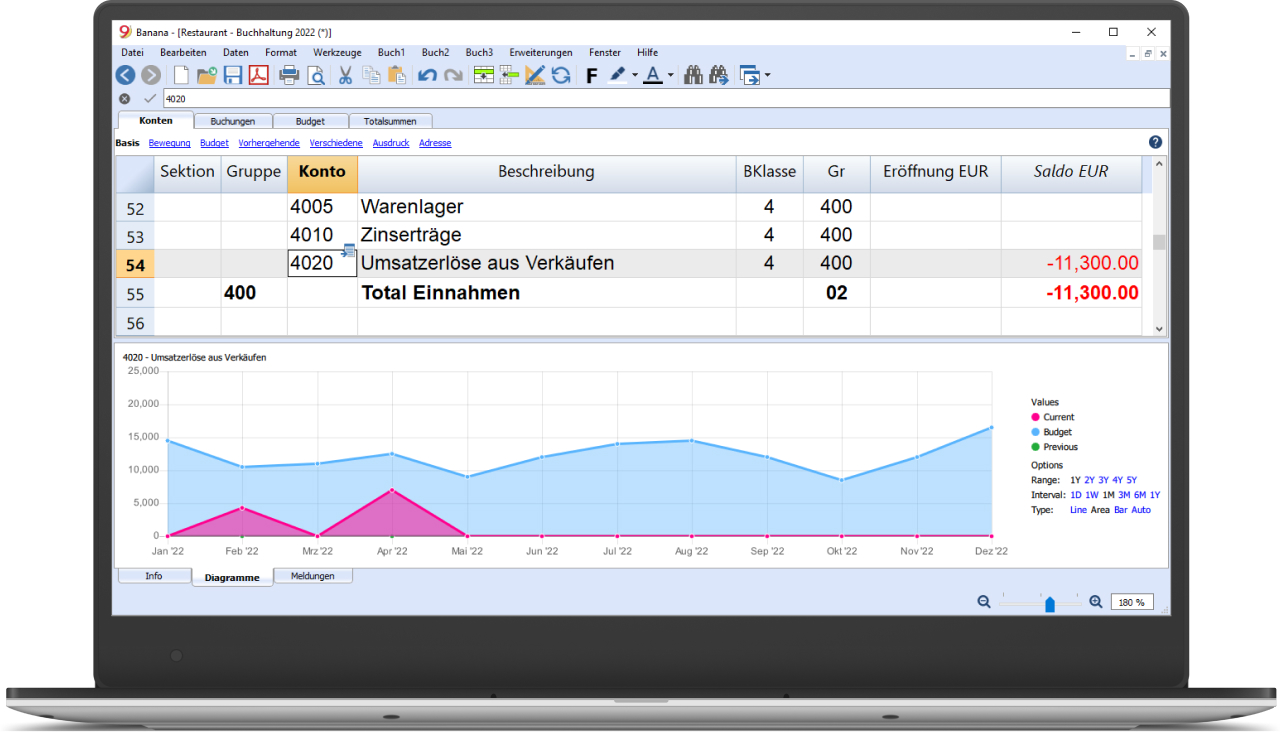 9 Banana - [Restaurant - Buchhaltung 2022 (*)]
Datei Bearbeiten Daten Format Werkzeuge Buch1 Buch2 Buch3 Erweiterungen Fenster Hilfe
F A
4020
Konten Buchungen Budget Totalsummen
Basis Bewegung Budget Vorhergehende Verschiedene Ausdruck Adresse ?
Sektion Gruppe Konto Beschreibung BKlasse Gr Eröffnung EUR Saldo EUR
52 4005 Warenlager 4 400
53 4010 Zinserträge 4 400
54 4020 Umsatzerlöse aus Verkäufen 4 400 -11,300.00
55 400 Total Einnahmen 02 -11,300.00
56
4020 - Umsatzerlöse aus Verkäufen
25,000
20,000
15,000
10,000
5,000
0
Jan '22 Feb '22 Mrz '22 Apr '22 Mai '22 Jun '22 Jul '22 Aug '22 Sep '22 Okt '22 Nov '22 Dez '22
Values
Current
Budget
Previous
Options
Range: 1Y 2Y 3Y 4Y 5Y
Interval: 1D 1W 1M 3M 6M 1Y
Type: Line Area Bar Auto
Info Diagramme Meldungen
180 %